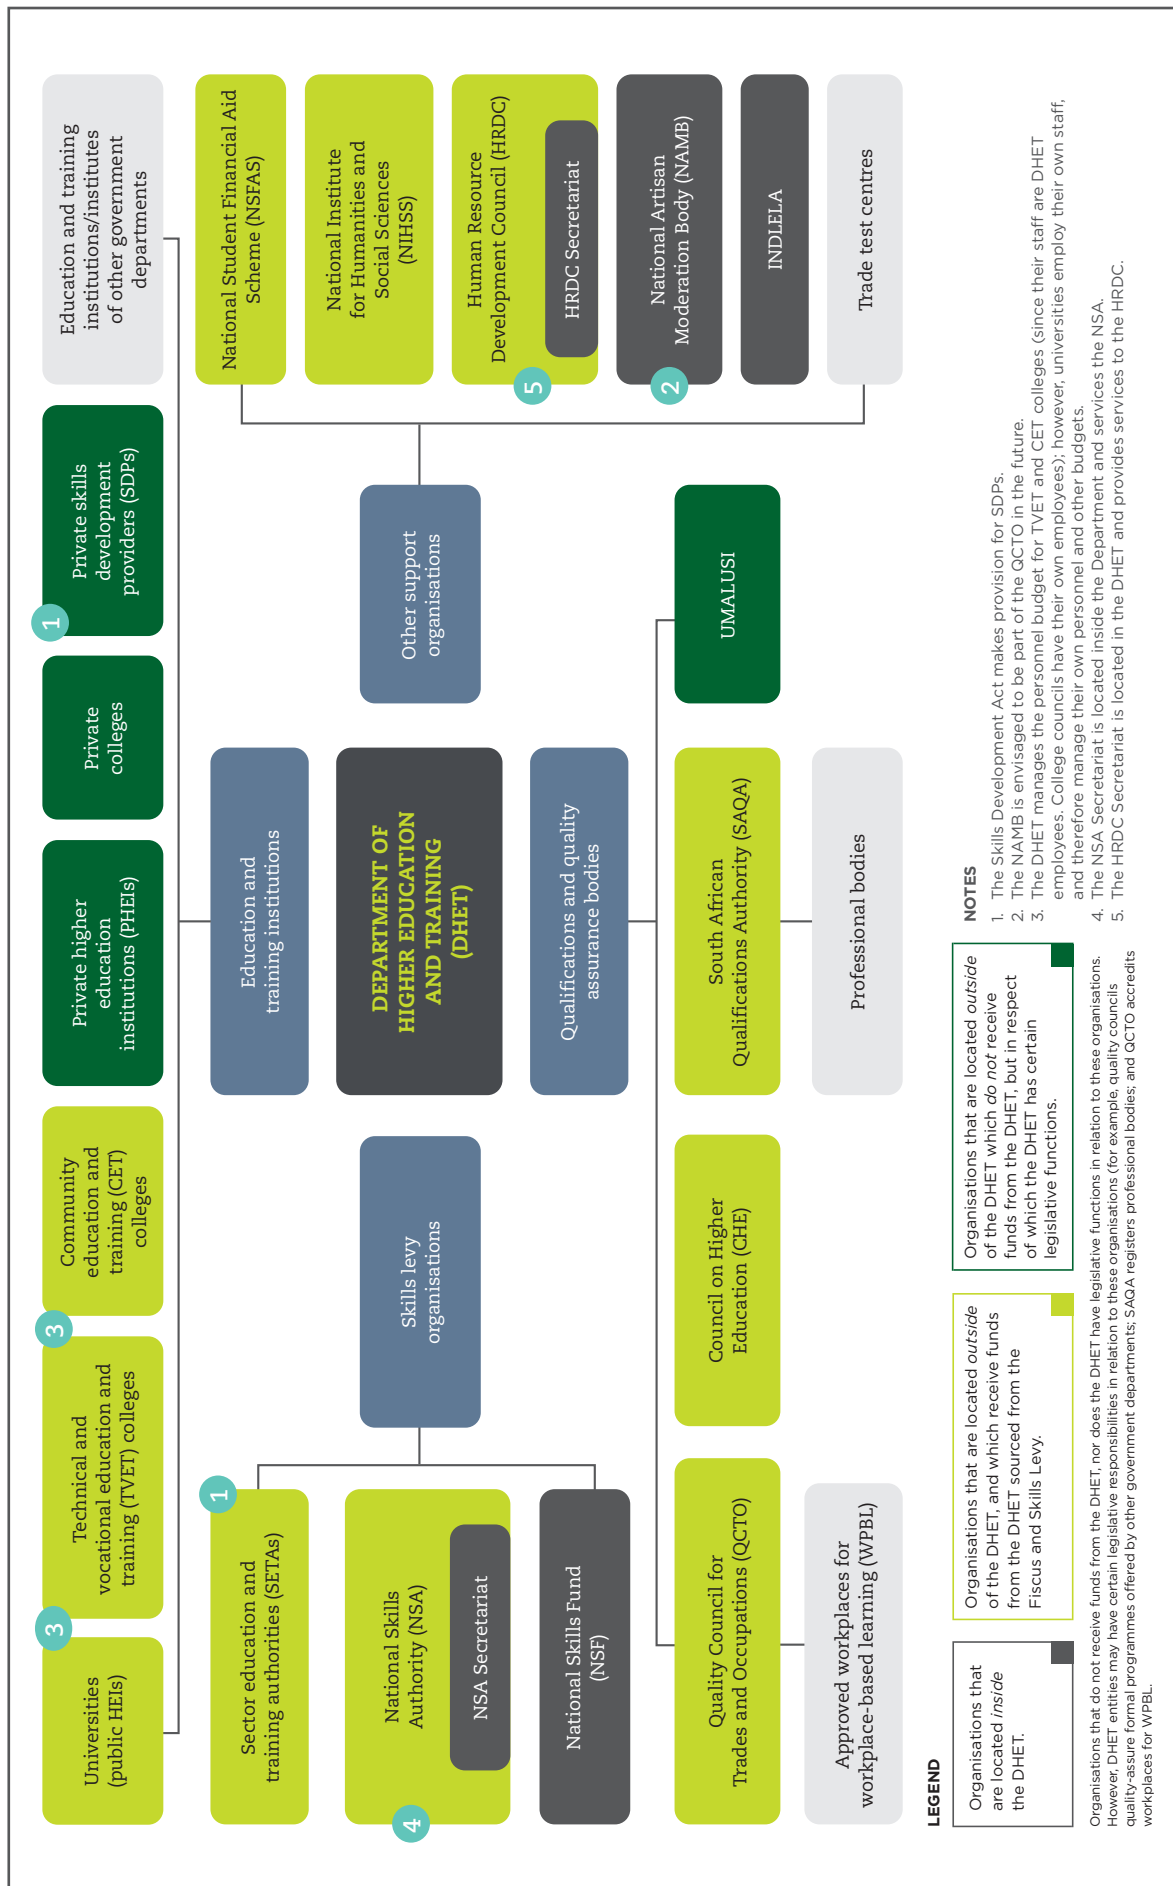 Universities
(public HEIs)
3
Technical and
vocational education and
training (TVET) colleges
3
Community
education and
training (CET)
colleges
Private higher
education
institutions (PHEIs)
Private
colleges
1
Private skills
development
providers (SDPs)
Education and training
institutions/institutes
of other government
departments
Education and
training institutions
Sector education and
training authorities (SETAs)
1
National Skills
Authority (NSA)
NSA Secretariat
4
National Skills Fund
(NSF)
Skills levy
organisations
DEPARTMENT OF
HIGHER EDUCATION
AND TRAINING
(DHET)
Other support
organisations
National Student Financial Aid
Scheme (NSFAS)
National Institute
for Humanities and
Social Sciences
(NIHSS)
Human Resource
Development Council (HRDC)
HRDC Secretariat
5
National Artisan
Moderation Body (NAMB)
2
INDLELA
Trade test centres
Qualifications and quality
assurance bodies
Quality Council for
Trades and Occupations (QCTO)
Council on Higher
Education (CHE)
South African
Qualifications Authority (SAQA)
UMALUSI
Approved workplaces for
workplace-based learning (WPBL)
Professional bodies
LEGEND
Organisations that
are located inside
the DHET.
Organisations that are located outside
of the DHET, and which receive funds
from the DHET sourced from the
Fiscus and Skills Levy.
Organisations that are located outside
of the DHET which do not receive
funds from the DHET, but in respect
of which the DHET has certain
legislative functions.
Organisations that do not receive funds from the DHET, nor does the DHET have legislative functions in relation to these organisations.
However, DHET entities may have certain legislative responsibilities in relation to these organisations (for example, quality councils
quality-assure formal programmes offered by other government departments; SAQA registers professional bodies; and QCTO accredits
workplaces for WPBL.
NOTES
1. The Skills Development Act makes provision for SDPs.
2. The NAMB is envisaged to be part of the QCTO in the future.
3. The DHET manages the personnel budget for TVET and CET colleges (since their staff are DHET
employees. College councils have their own employees); however, universities employ their own staff,
and therefore manage their own personnel and other budgets.
4. The NSA Secretariat is located inside the Department and services the NSA.
5. The HRDC Secretariat is located in the DHET and provides services to the HRDC.